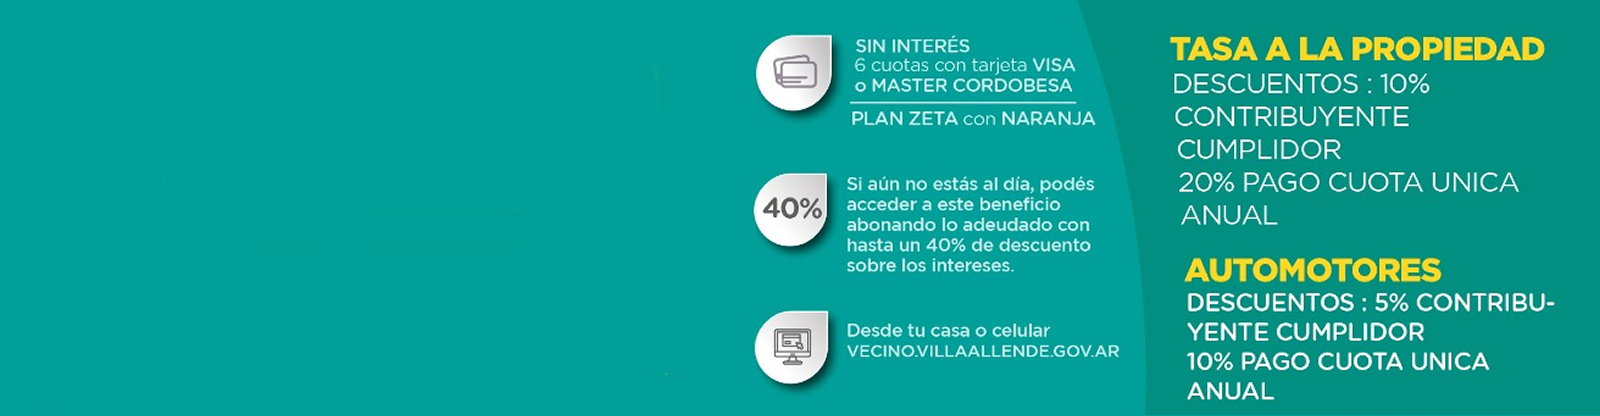 SIN INTERÉS
6 cuotas con tarjeta VISA
o MASTER CORDOBESA
PLAN ZETA con NARANJA
40%
Si aún no estás al día, podés
acceder a este beneficio
abonando lo adeudado con
hasta un 40% de descuento
sobre los intereses.
Desde tu casa o celular
VECINO.VILLAALLENDE.GOV.AR
TASA A LA PROPIEDAD
DESCUENTOS : 10%
CONTRIBUYENTE
CUMPLIDOR
20% PAGO CUOTA UNICA
ANUAL
AUTOMOTORES
DESCUENTOS : 5% CONTRIBU-
YENTE CUMPLIDOR
10% PAGO CUOTA UNICA
ANUAL